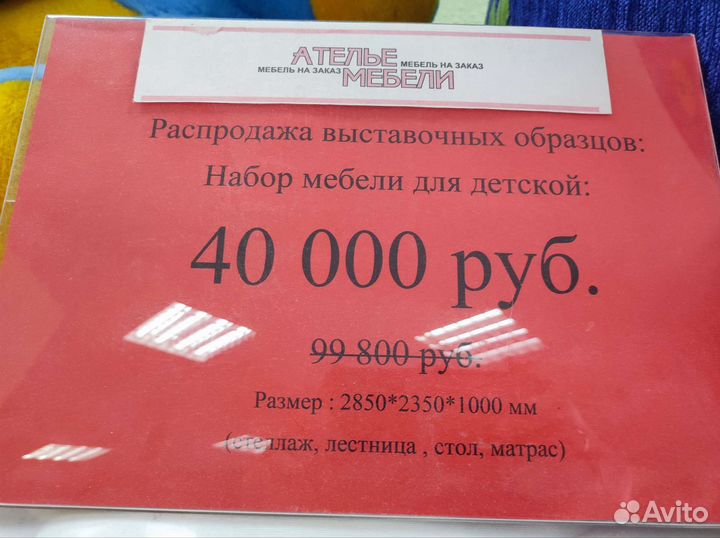 АТЕЛЬЕ МЕБЕЛЬ НА ЗАКАЗ
МЕБЕЛЬ НА ЗАКАЗ МЕБЕЛИ
Распродажа выставочных образцов:
Набор мебели для детской:
40 000 руб.
99 800 руб.
Размер : 2850*2350*1000 мм
(стеллаж, лестница , стол, матрас)
Avito